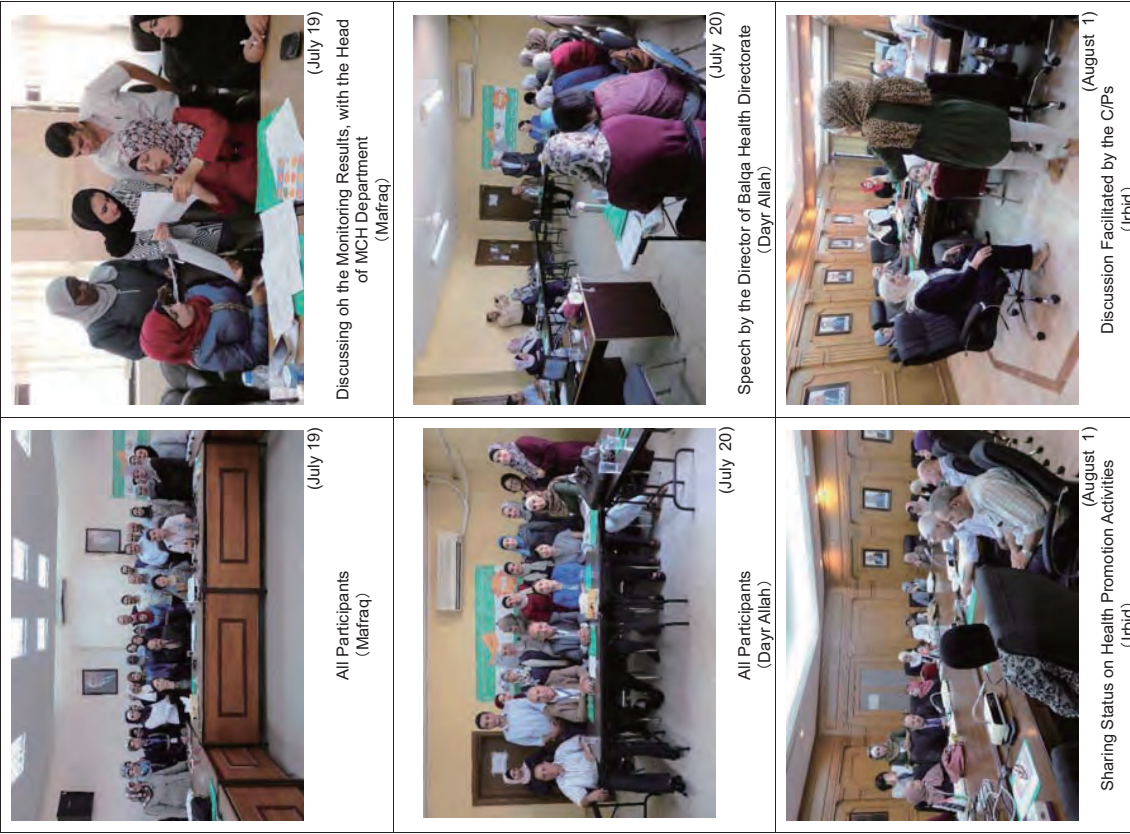 (July 19)
All Participants
(Mafraq)
(July 19)
Discussing oh the Monitoring Results, with the Head
of MCH Department
(Mafraq)
(July 20)
All Participants
(Dayr Allah)
(July 20)
Speech by the Director of Balqa Health Directorate
(Dayr Allah)
(August 1)
Sharing Status on Health Promotion Activities
(Irbid)
(August 1)
Discussion Facilitated by the C/Ps
(Irbid)